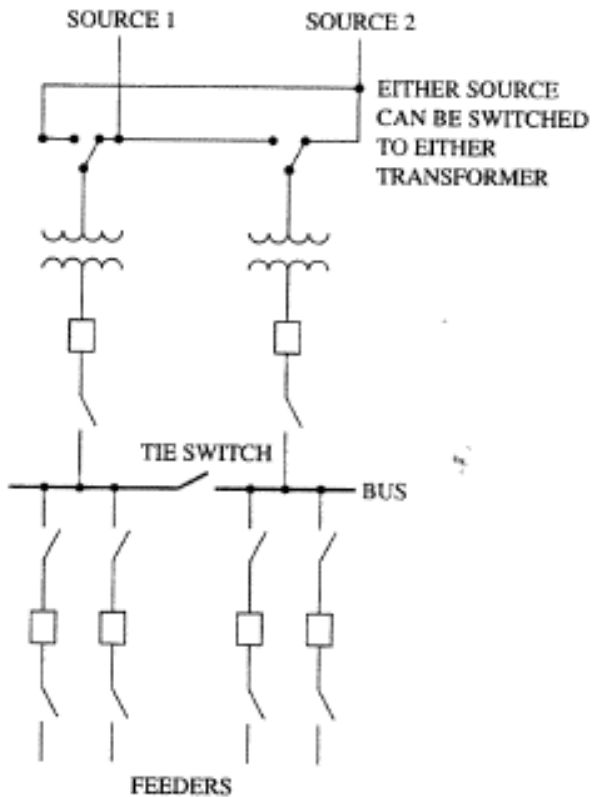 SOURCE 1
SOURCE 2
EITHER SOURCE
CAN BE SWITCHED
TO EITHER
TRANSFORMER
TIE SWITCH
BUS
FEEDERS